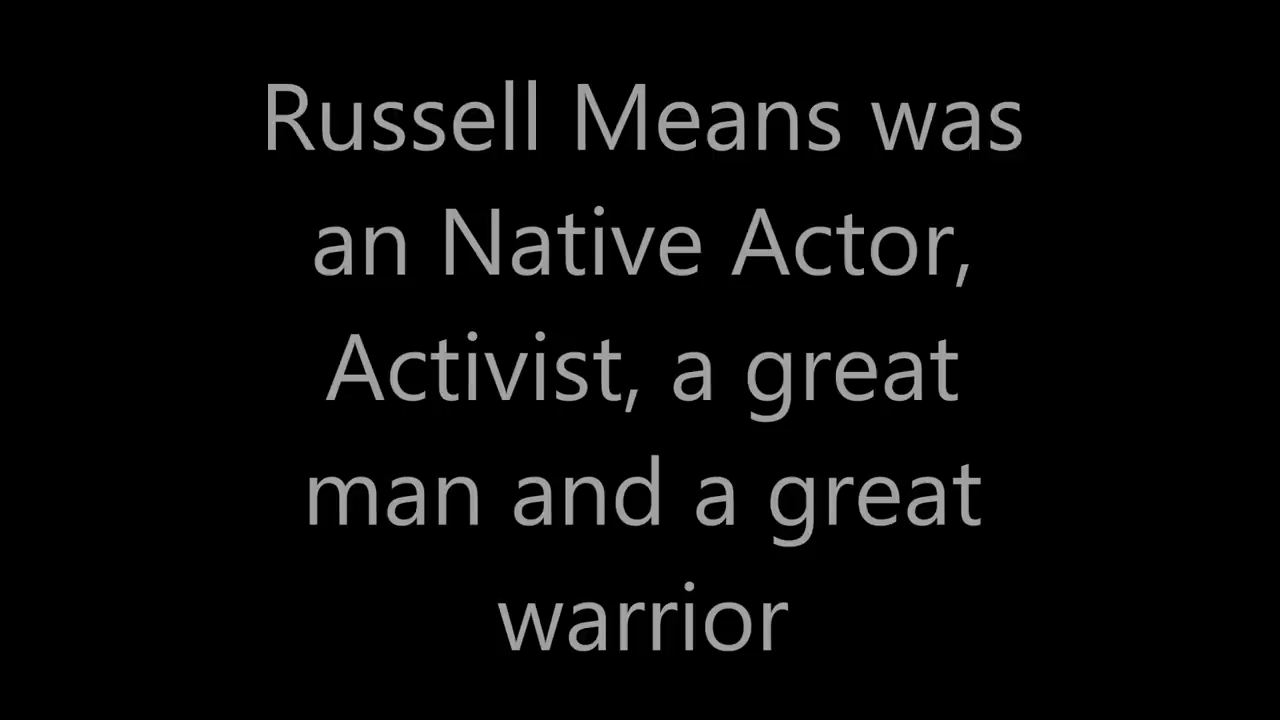 Russell Means was
an Native Actor,
Activist, a great
man and a great
warrior